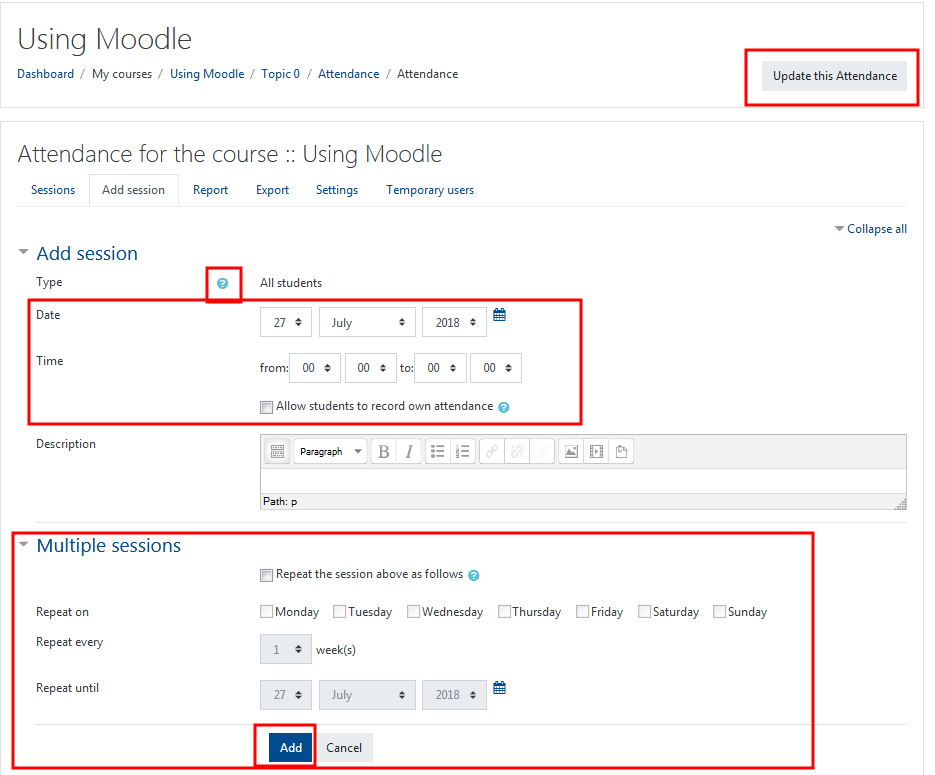 Using Moodle
Dashboard / My courses / Using Moodle / Topic 0 / Attendance / Attendance
Update this Attendance
Attendance for the course :: Using Moodle
Sessions Add session Report Export Settings Temporary users
Collapse all
Add session
Type ? All students
Date 27 July 2018
Time from: 00 00 to: 00 00
Allow students to record own attendance ?
Description
Paragraph B I
Path: p
Multiple sessions
Repeat the session above as follows ?
Repeat on Monday Tuesday Wednesday Thursday Friday Saturday Sunday
Repeat every 1 week(s)
Repeat until 27 July 2018
Add Cancel